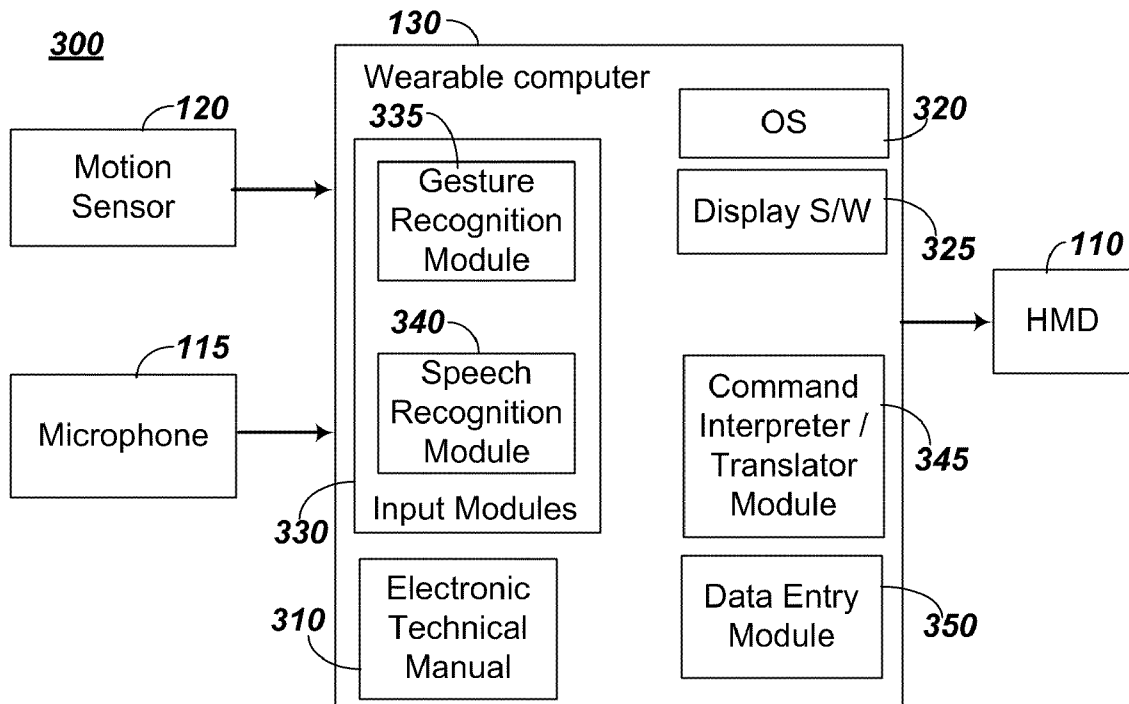 300
130
Wearable computer
120
Motion
Sensor
335
Gesture
Recognition
Module
OS
320
Display S/W
325
110
HMD
115
Microphone
340
Speech
Recognition
Module
330
Input Modules
Command
Interpreter /
Translator
Module
345
310
Electronic
Technical
Manual
Data Entry
Module
350